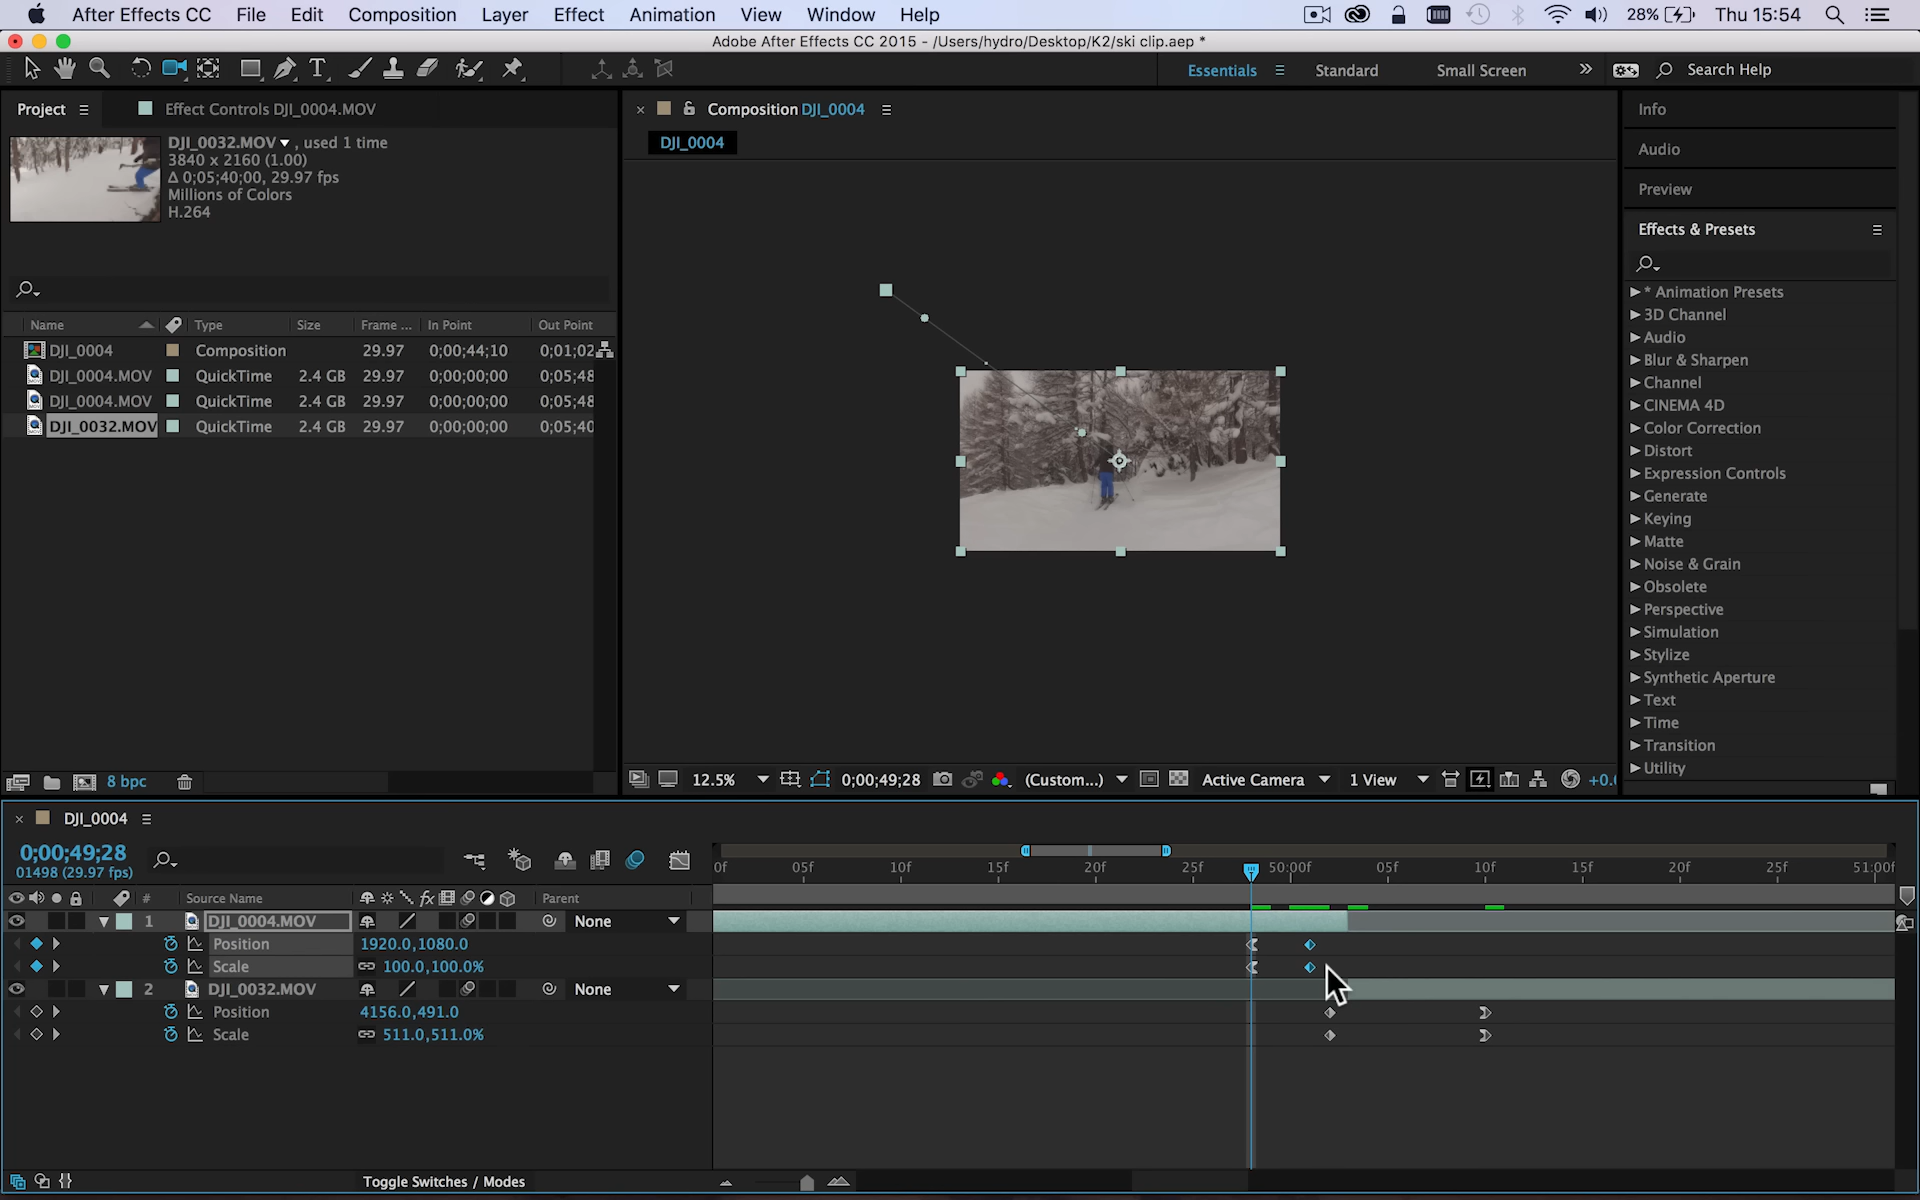 After Effects CC File Edit Composition Layer Effect Animation View Window Help 28% Thu 15:54
Adobe After Effects CC 2015 - /Users/hydro/Desktop/K2/ski clip.aep *
T Essentials Standard Small Screen Search Help
Project Effect Controls DJI_0004.MOV
DJI_0032.MOV , used 1 time
3840 x 2160 (1.00)
Δ 0;05;40;00, 29.97 fps
Millions of Colors
H.264
Name Type Size Frame ... In Point Out Point
DJI_0004 Composition 29.97 0;00;44;10 0;01;02
DJI_0004.MOV QuickTime 2.4 GB 29.97 0;00;00;00 0;05;48
DJI_0004.MOV QuickTime 2.4 GB 29.97 0;00;00;00 0;05;48
DJI_0032.MOV QuickTime 2.4 GB 29.97 0;00;00;00 0;05;40
8 bpc
Composition DJI_0004
DJI_0004
12.5% 0;00;49;28 (Custom...) Active Camera 1 View +0.0
Info
Audio
Preview
Effects & Presets
* Animation Presets
3D Channel
Audio
Blur & Sharpen
Channel
CINEMA 4D
Color Correction
Distort
Expression Controls
Generate
Keying
Matte
Noise & Grain
Obsolete
Perspective
Simulation
Stylize
Synthetic Aperture
Text
Time
Transition
Utility
DJI_0004
0;00;49;28
01498 (29.97 fps)
0f 05f 10f 15f 20f 25f 50:00f 05f 10f 15f 20f 25f 51:00f
# Source Name fx Parent
1 DJI_0004.MOV None
Position 1920.0,1080.0
Scale 100.0,100.0%
2 DJI_0032.MOV None
Position 4156.0,491.0
Scale 511.0,511.0%
Toggle Switches / Modes